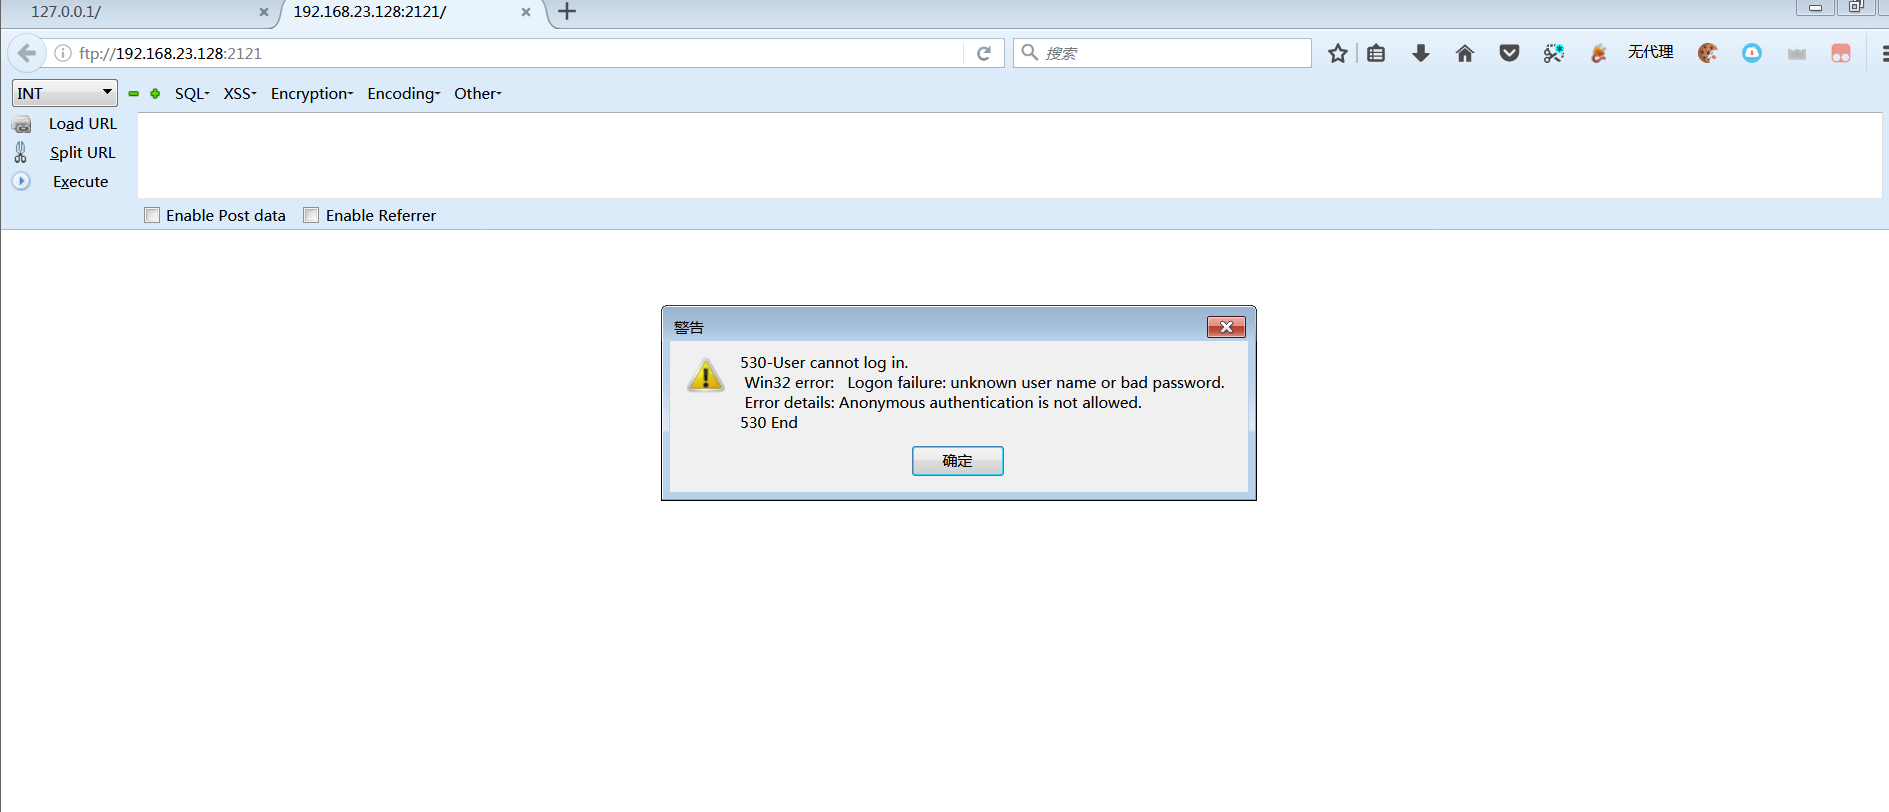 127.0.0.1/
192.168.23.128:2121/
ftp://192.168.23.128:2121
搜索
无代理
INT
SQL
XSS
Encryption
Encoding
Other
Load URL
Split URL
Execute
Enable Post data
Enable Referrer
警告
530-User cannot log in.
Win32 error:   Logon failure: unknown user name or bad password.
Error details: Anonymous authentication is not allowed.
530 End
确定